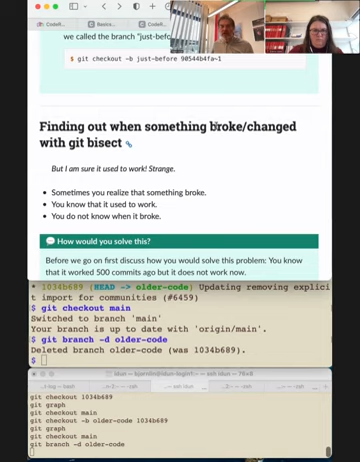 CodeR
Basics
CodeR
we called the branch "just-befo
$ git checkout -b just-before 90544b4fa~1
Finding out when something broke/changed
with git bisect
But I am sure it used to work! Strange.
Sometimes you realize that something broke.
You know that it used to work.
You do not know when it broke.
How would you solve this?
Before we go on first discuss how you would solve this problem: You know
that it worked 500 commits ago but it does not work now.
* 1034b689 (HEAD -> older-code) Updating removing explici
t import for communities (#6459)
$ git checkout main
Switched to branch 'main'
Your branch is up to date with 'origin/main'.
$ git branch -d older-code
Deleted branch older-code (was 1034b689).
$
git checkout 1034b689
git graph
git checkout main
git checkout -b older-code 1034b689
git graph
git checkout main
git branch -d older-code